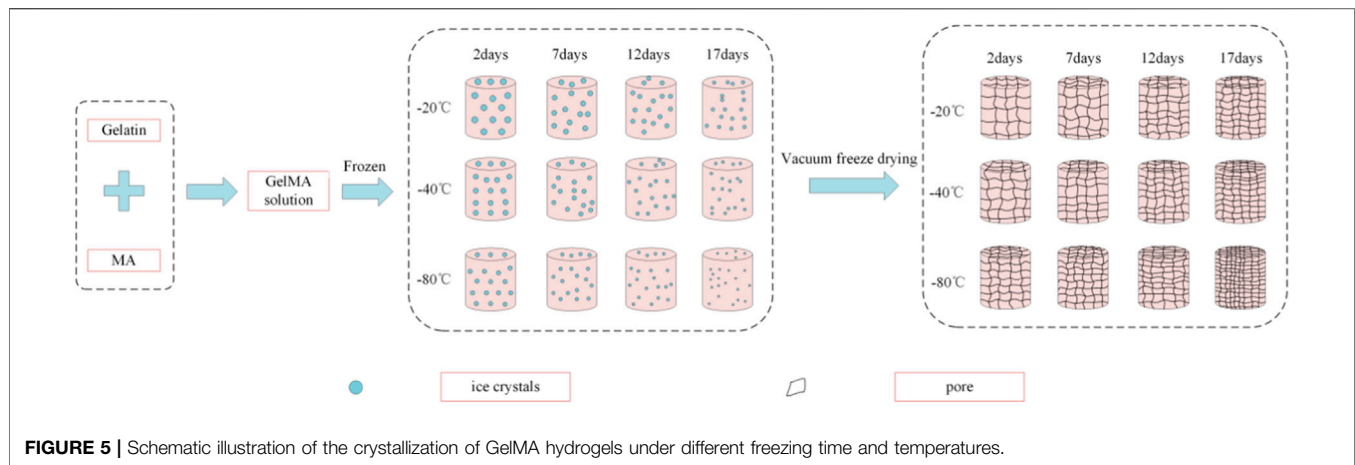 Gelatin
MA
GelMA
solution
Frozen
2days 7days 12days 17days
-20℃
-40℃
-80℃
Vacuum freeze drying
2days 7days 12days 17days
-20℃
-40℃
-80℃
ice crystals
pore
FIGURE 5 | Schematic illustration of the crystallization of GelMA hydrogels under different freezing time and temperatures.